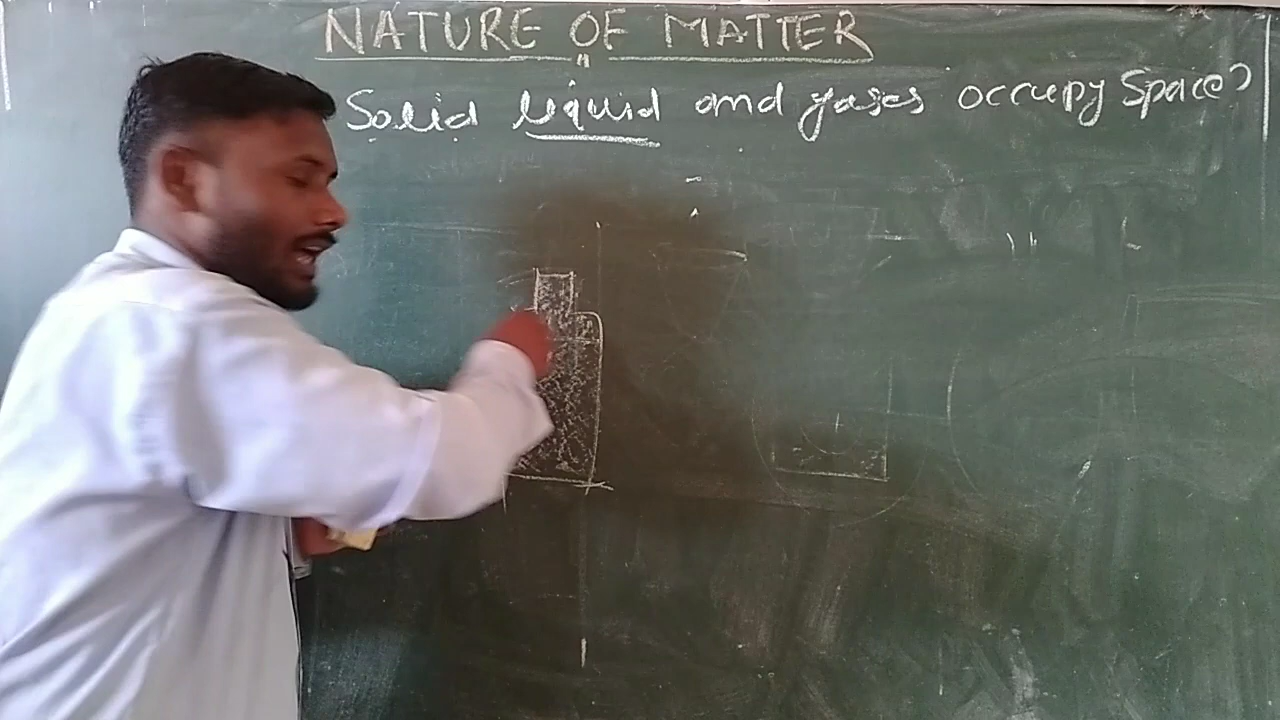 NATURE OF MATTER
Solid liquid and gases occupy Space?